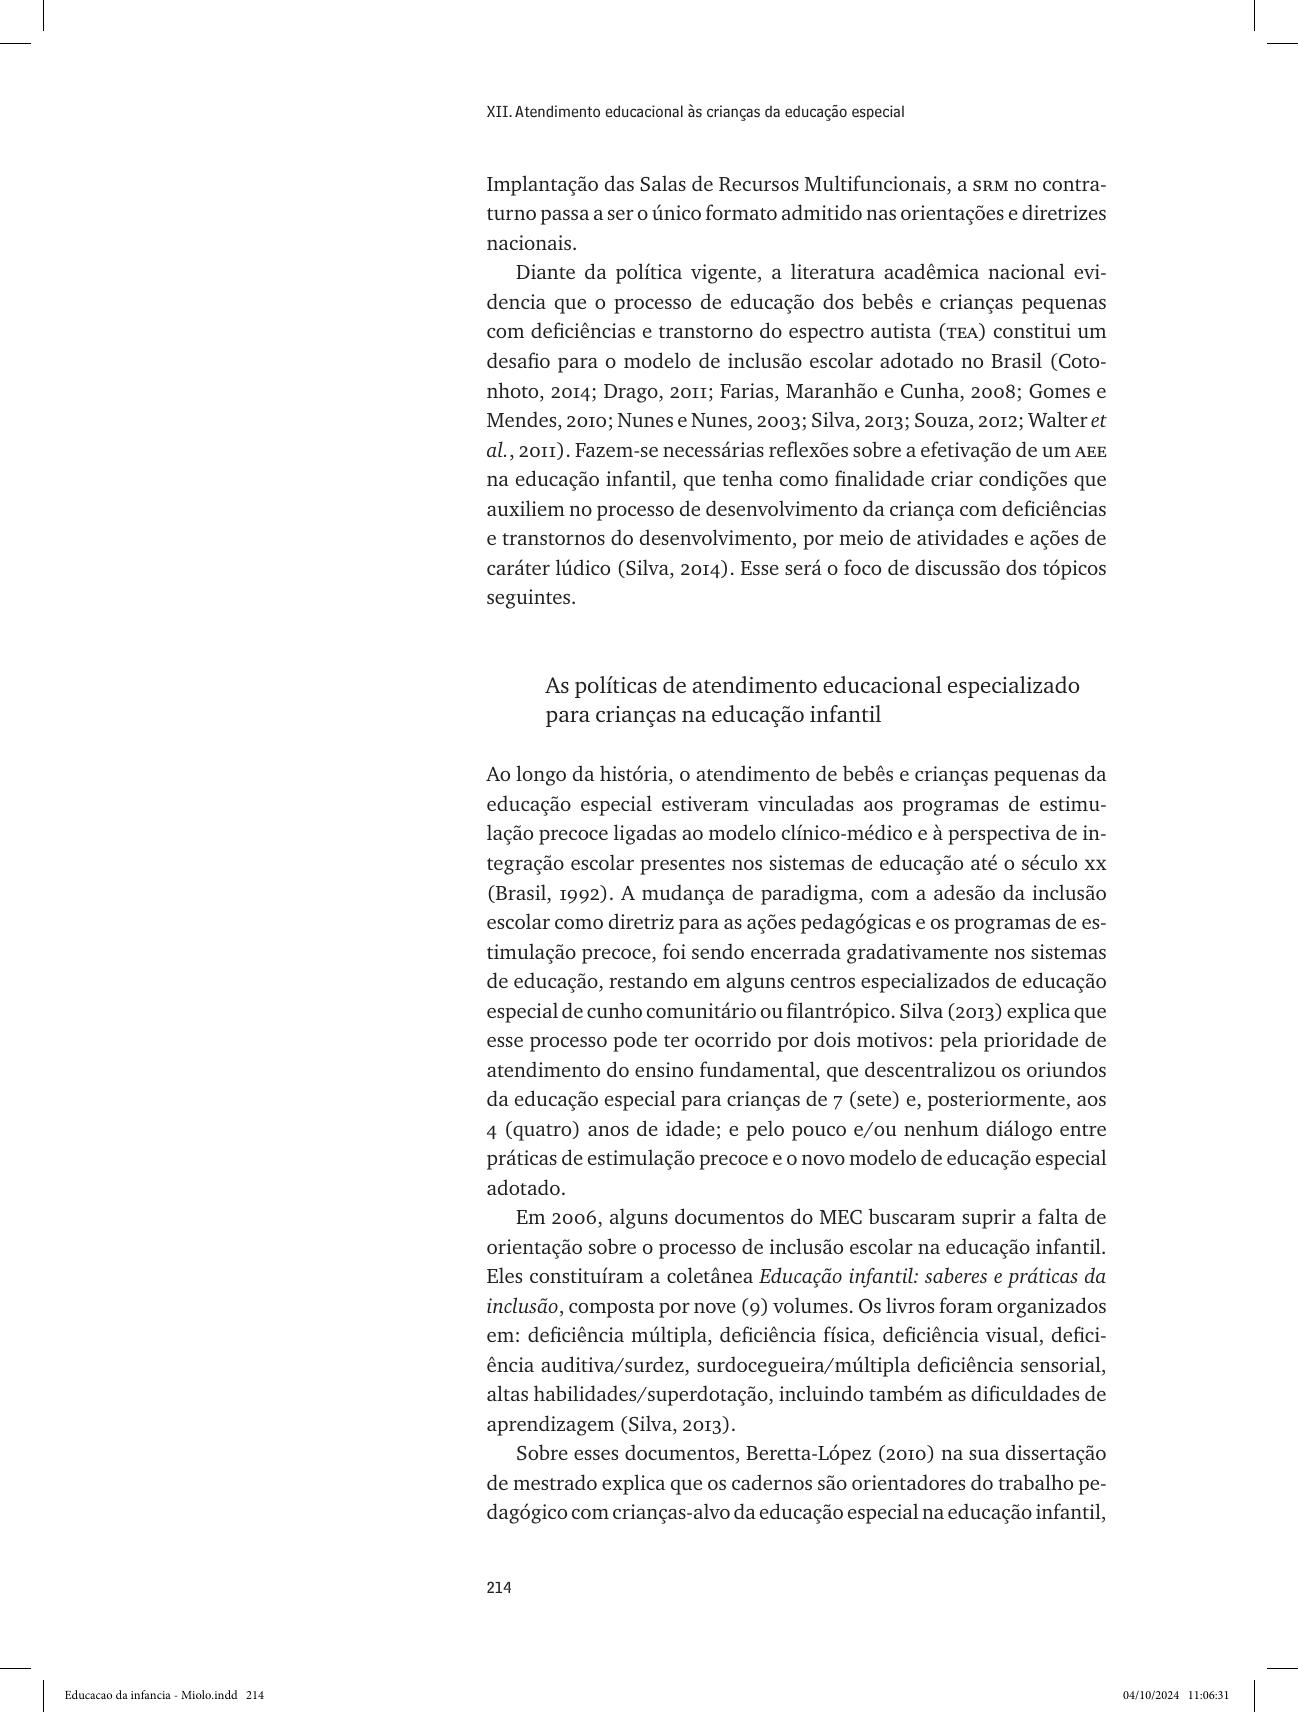 XII. Atendimento educacional às crianças da educação especial
Implantação das Salas de Recursos Multifuncionais, a SRM no contra-
turno passa a ser o único formato admitido nas orientações e diretrizes
nacionais.
Diante da política vigente, a literatura acadêmica nacional evi-
dencia que o processo de educação dos bebês e crianças pequenas
com deficiências e transtorno do espectro autista (TEA) constitui um
desafio para o modelo de inclusão escolar adotado no Brasil (Coto-
nhoto, 2014; Drago, 2011; Farias, Maranhão e Cunha, 2008; Gomes e
Mendes, 2010; Nunes e Nunes, 2003; Silva, 2013; Souza, 2012; Walter et
al., 2011). Fazem-se necessárias reflexões sobre a efetivação de um AEE
na educação infantil, que tenha como finalidade criar condições que
auxiliem no processo de desenvolvimento da criança com deficiências
e transtornos do desenvolvimento, por meio de atividades e ações de
caráter lúdico (Silva, 2014). Esse será o foco de discussão dos tópicos
seguintes.
As políticas de atendimento educacional especializado
para crianças na educação infantil
Ao longo da história, o atendimento de bebês e crianças pequenas da
educação especial estiveram vinculadas aos programas de estimu-
lação precoce ligadas ao modelo clínico-médico e à perspectiva de in-
tegração escolar presentes nos sistemas de educação até o século XX
(Brasil, 1992). A mudança de paradigma, com a adesão da inclusão
escolar como diretriz para as ações pedagógicas e os programas de es-
timulação precoce, foi sendo encerrada gradativamente nos sistemas
de educação, restando em alguns centros especializados de educação
especial de cunho comunitário ou filantrópico. Silva (2013) explica que
esse processo pode ter ocorrido por dois motivos: pela prioridade de
atendimento do ensino fundamental, que descentralizou os oriundos
da educação especial para crianças de 7 (sete) e, posteriormente, aos
4 (quatro) anos de idade; e pelo pouco e/ou nenhum diálogo entre
práticas de estimulação precoce e o novo modelo de educação especial
adotado.
Em 2006, alguns documentos do MEC buscaram suprir a falta de
orientação sobre o processo de inclusão escolar na educação infantil.
Eles constituíram a coletânea Educação infantil: saberes e práticas da
inclusão, composta por nove (9) volumes. Os livros foram organizados
em: deficiência múltipla, deficiência física, deficiência visual, defici-
ência auditiva/surdez, surdocegueira/múltipla deficiência sensorial,
altas habilidades/superdotação, incluindo também as dificuldades de
aprendizagem (Silva, 2013).
Sobre esses documentos, Beretta-López (2010) na sua dissertação
de mestrado explica que os cadernos são orientadores do trabalho pe-
dagógico com crianças-alvo da educação especial na educação infantil,
214
Educacao da infancia - Miolo.indd 214
04/10/2024 11:06:31